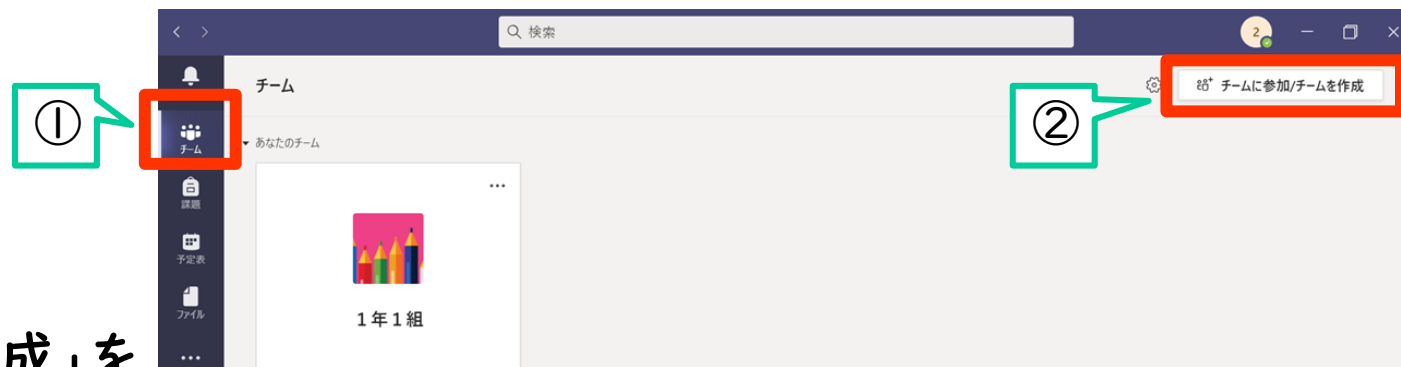 検索
2
チーム
チームに参加/チームを作成
①
②
チーム
あなたのチーム
課題
予定表
ファイル
1年1組
成」を